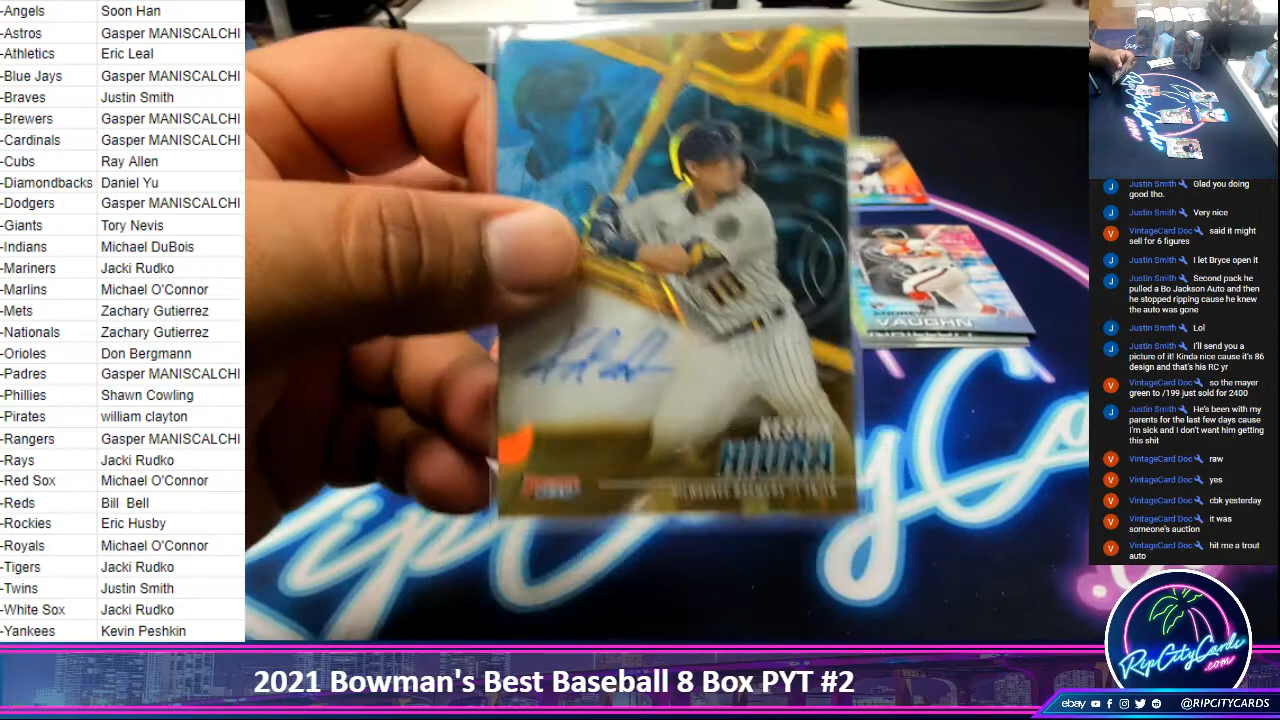 -Angels Soon Han
-Astros Gasper MANISCALCHI
-Athletics Eric Leal
-Blue Jays Gasper MANISCALCHI
-Braves Justin Smith
-Brewers Gasper MANISCALCHI
-Cardinals Gasper MANISCALCHI
-Cubs Ray Allen
-Diamondbacks Daniel Yu
-Dodgers Gasper MANISCALCHI
-Giants Tory Nevis
-Indians Michael DuBois
-Mariners Jacki Rudko
-Marlins Michael O'Connor
-Mets Zachary Gutierrez
-Nationals Zachary Gutierrez
-Orioles Don Bergmann
-Padres Gasper MANISCALCHI
-Phillies Shawn Cowling
-Pirates william clayton
-Rangers Gasper MANISCALCHI
-Rays Jacki Rudko
-Red Sox Michael O'Connor
-Reds Bill Bell
-Rockies Eric Husby
-Royals Michael O'Connor
-Tigers Jacki Rudko
-Twins Justin Smith
-White Sox Jacki Rudko
-Yankees Kevin Peshkin
ANDREW
VAUGHN
J Justin Smith Glad you doing
good tho.
J Justin Smith Very nice
V VintageCard Doc said it might
sell for 6 figures
J Justin Smith I let Bryce open it
J Justin Smith Second pack he
pulled a Bo Jackson Auto and then
he stopped ripping cause he knew
the auto was gone
J Justin Smith Lol
J Justin Smith I'll send you a
picture of it! Kinda nice cause it's 86
design and that's his RC yr
V VintageCard Doc so the mayer
green to /199 just sold for 2400
J Justin Smith He's been with my
parents for the last few days cause
I'm sick and I don't want him getting
this shit
V VintageCard Doc raw
V VintageCard Doc yes
V VintageCard Doc cbk yesterday
V VintageCard Doc it was
someone's auction
V VintageCard Doc hit me a trout
auto
RipCityCards
.com
2021 Bowman's Best Baseball 8 Box PYT #2
ebay @RIPCITYCARDS